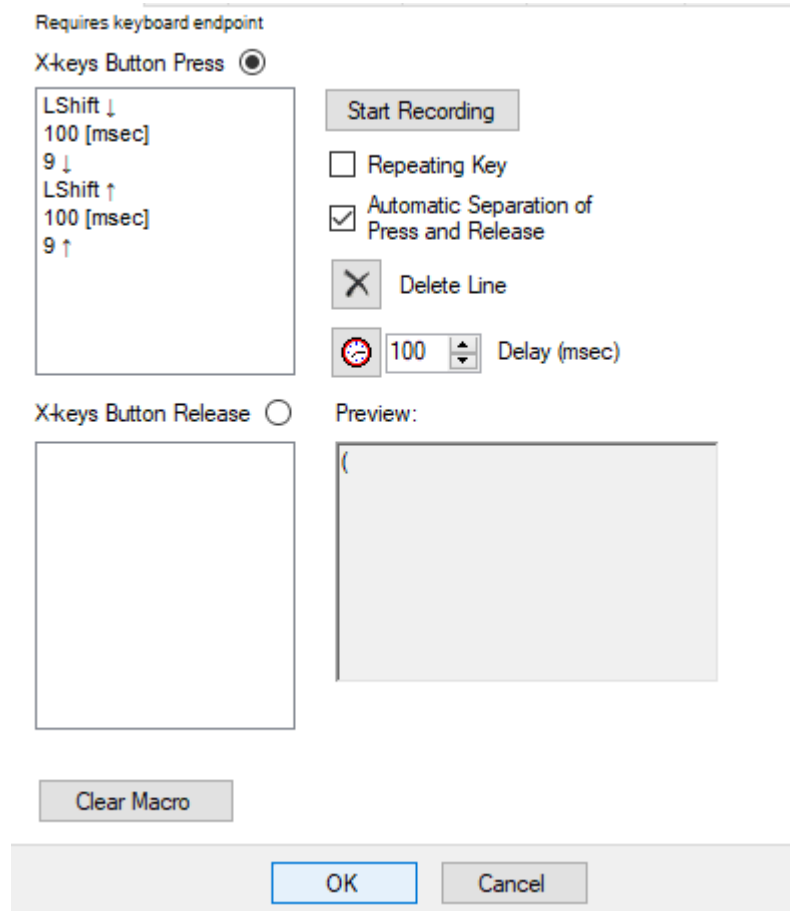 Requires keyboard endpoint
X-keys Button Press
LShift ↓
100 [msec]
9 ↓
LShift ↑
100 [msec]
9 ↑
Start Recording
Repeating Key
Automatic Separation of
Press and Release
Delete Line
100
Delay (msec)
X-keys Button Release
Preview:
(
Clear Macro
OK
Cancel